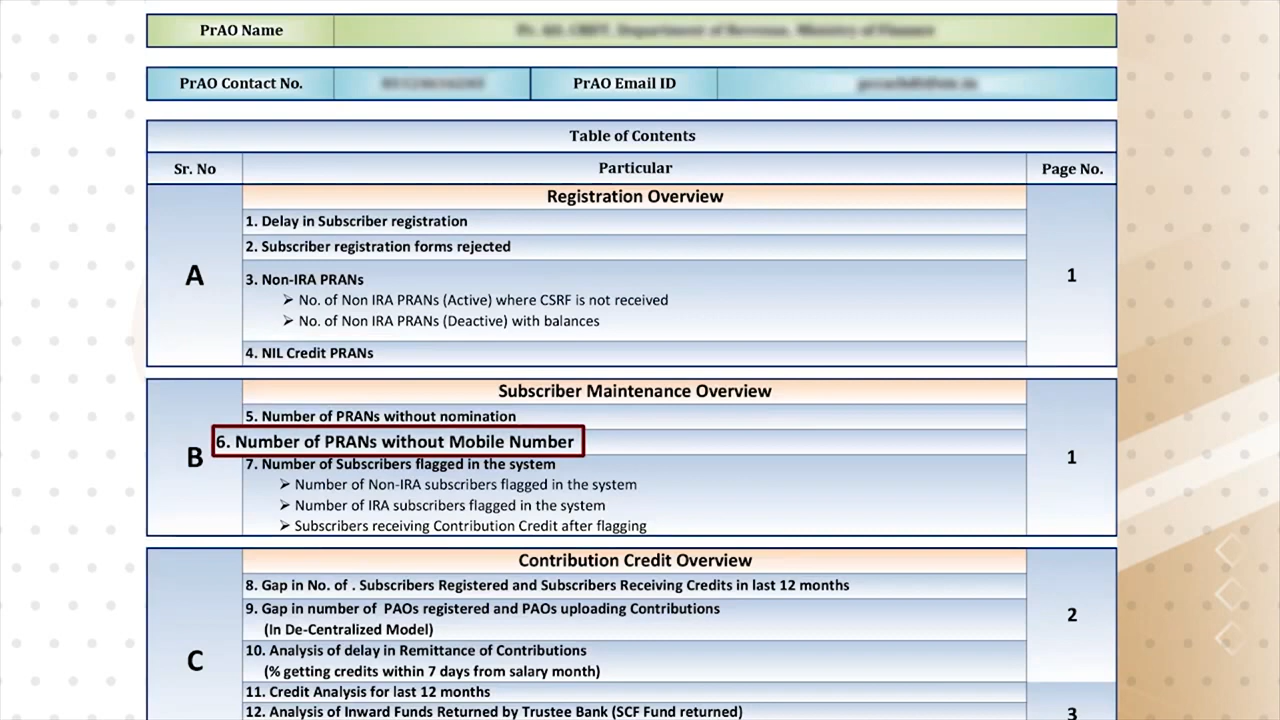 PrAO Name
PrAO Contact No.
PrAO Email ID
Table of Contents
Sr. No
Particular
Page No.
A
Registration Overview
1. Delay in Subscriber registration
2. Subscriber registration forms rejected
3. Non-IRA PRANs
➢ No. of Non IRA PRANs (Active) where CSRF is not received
➢ No. of Non IRA PRANs (Deactive) with balances
4. NIL Credit PRANs
1
B
Subscriber Maintenance Overview
5. Number of PRANs without nomination
6. Number of PRANs without Mobile Number
7. Number of Subscribers flagged in the system
➢ Number of Non-IRA subscribers flagged in the system
➢ Number of IRA subscribers flagged in the system
➢ Subscribers receiving Contribution Credit after flagging
1
C
Contribution Credit Overview
8. Gap in No. of . Subscribers Registered and Subscribers Receiving Credits in last 12 months
9. Gap in number of PAOs registered and PAOs uploading Contributions
(In De-Centralized Model)
10. Analysis of delay in Remittance of Contributions
(% getting credits within 7 days from salary month)
2
11. Credit Analysis for last 12 months
12. Analysis of Inward Funds Returned by Trustee Bank (SCF Fund returned)
3